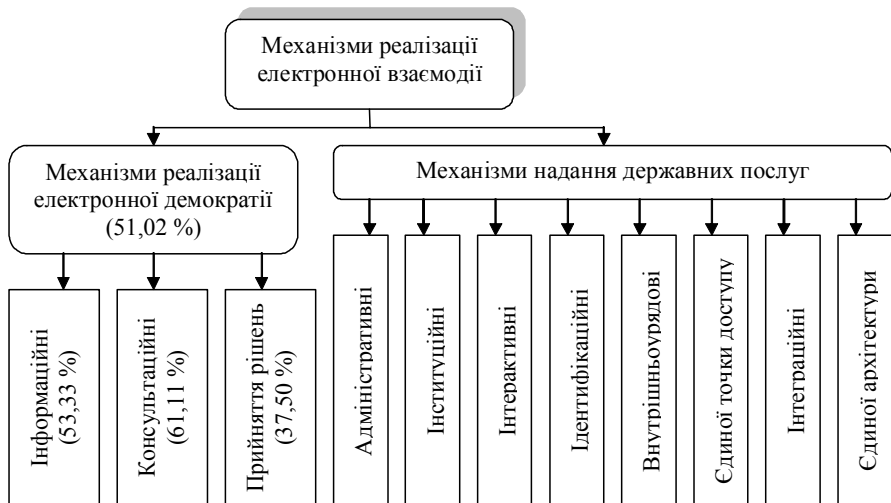 Механізми реалізації
електронної взаємодії
Механізми реалізації
електронної демократії
(51,02 %)
Механізми надання державних послуг
Інформаційні
(53,33 %)
Консультаційні
(61,11 %)
Прийняття рішень
(37,50 %)
Адміністративні
Інституційні
Інтерактивні
Ідентифікаційні
Внутрішньоурядові
Єдиної точки доступу
Інтеграційні
Єдиної архітектури